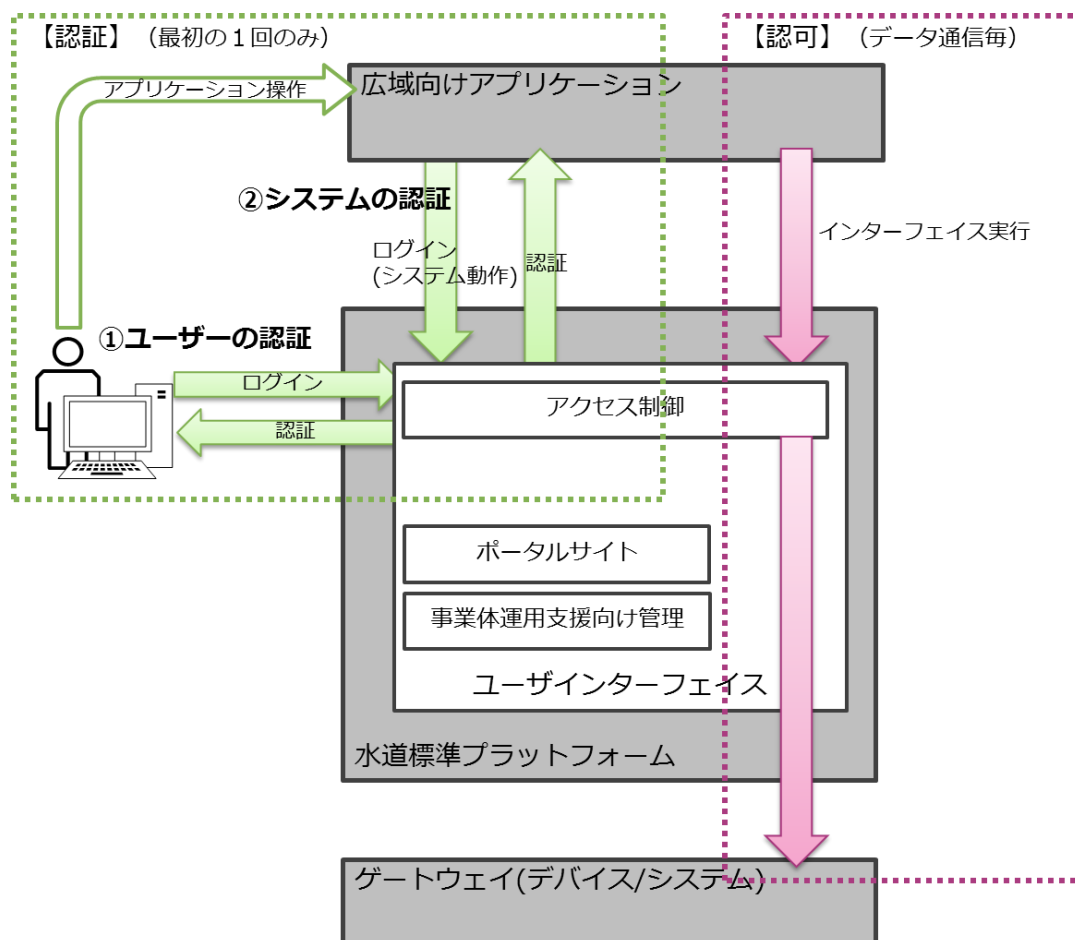 【認証】（最初の１回のみ）
【認可】（データ通信毎）
アプリケーション操作
広域向けアプリケーション
②システムの認証
ログイン
(システム動作)
認証
インターフェイス実行
①ユーザーの認証
ログイン
認証
アクセス制御
ポータルサイト
事業体運用支援向け管理
ユーザインターフェイス
水道標準プラットフォーム
ゲートウェイ(デバイス/システム)